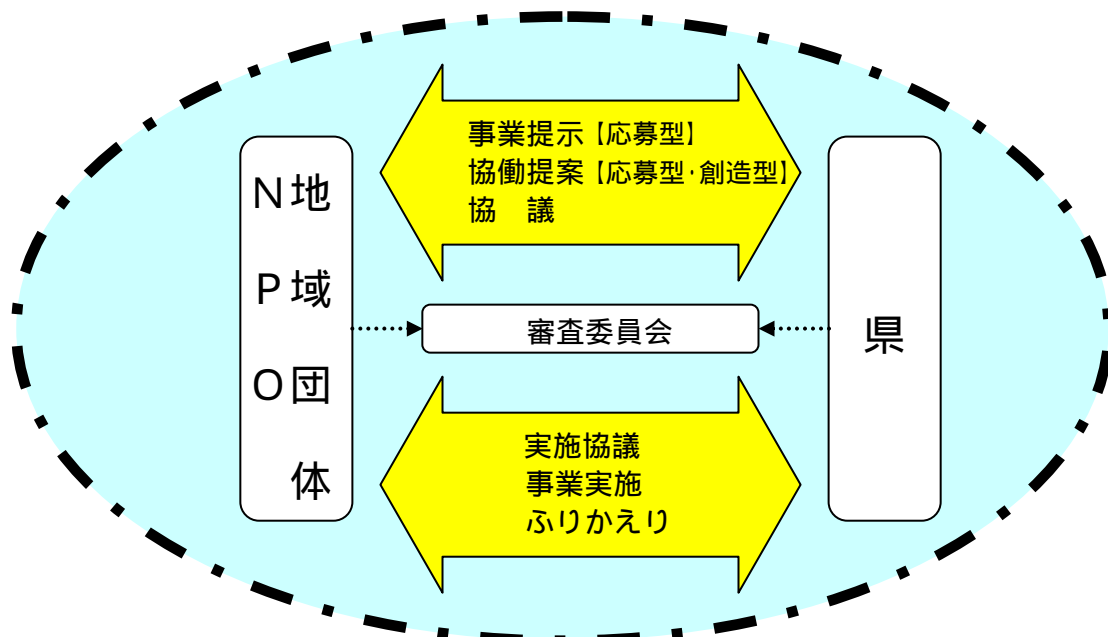 地域団体
NPO
事業提示【応募型】
協働提案【応募型・創造型】
協　議
審査委員会
県
実施協議
事業実施
ふりかえり